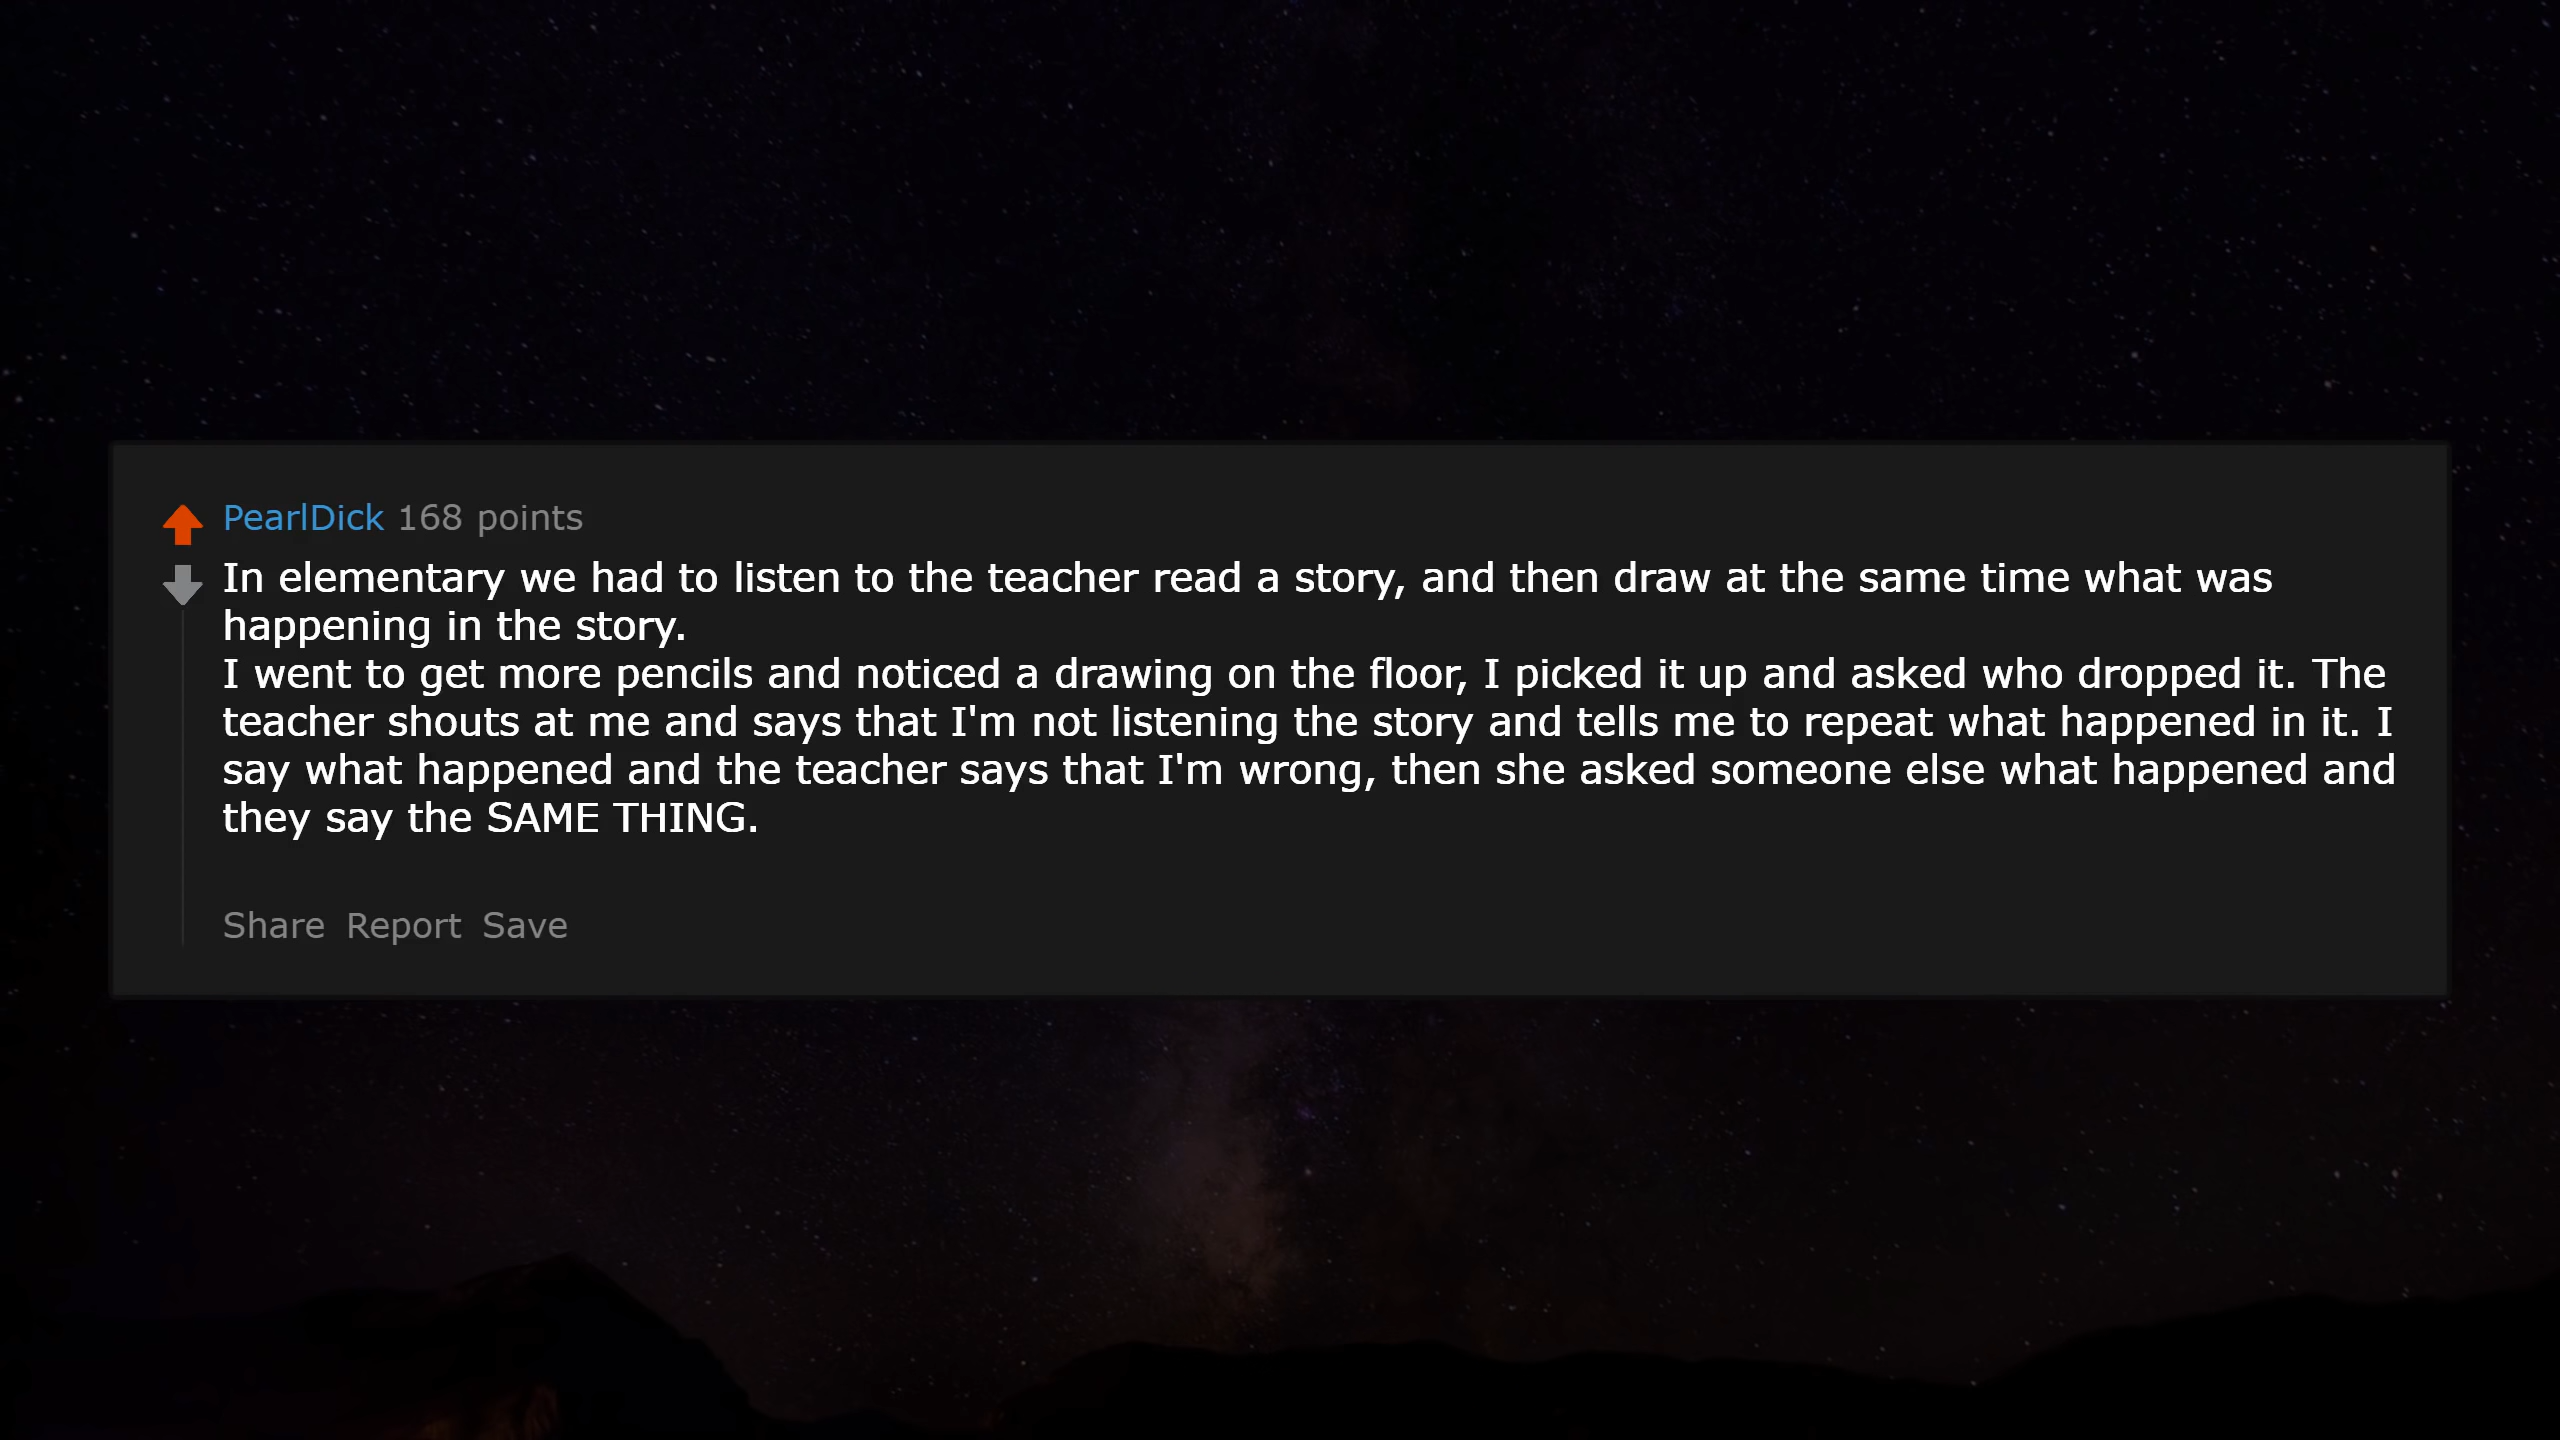 PearlDick 168 points
In elementary we had to listen to the teacher read a story, and then draw at the same time what was
happening in the story.
I went to get more pencils and noticed a drawing on the floor, I picked it up and asked who dropped it. The
teacher shouts at me and says that I'm not listening the story and tells me to repeat what happened in it. I
say what happened and the teacher says that I'm wrong, then she asked someone else what happened and
they say the SAME THING.
Share Report Save